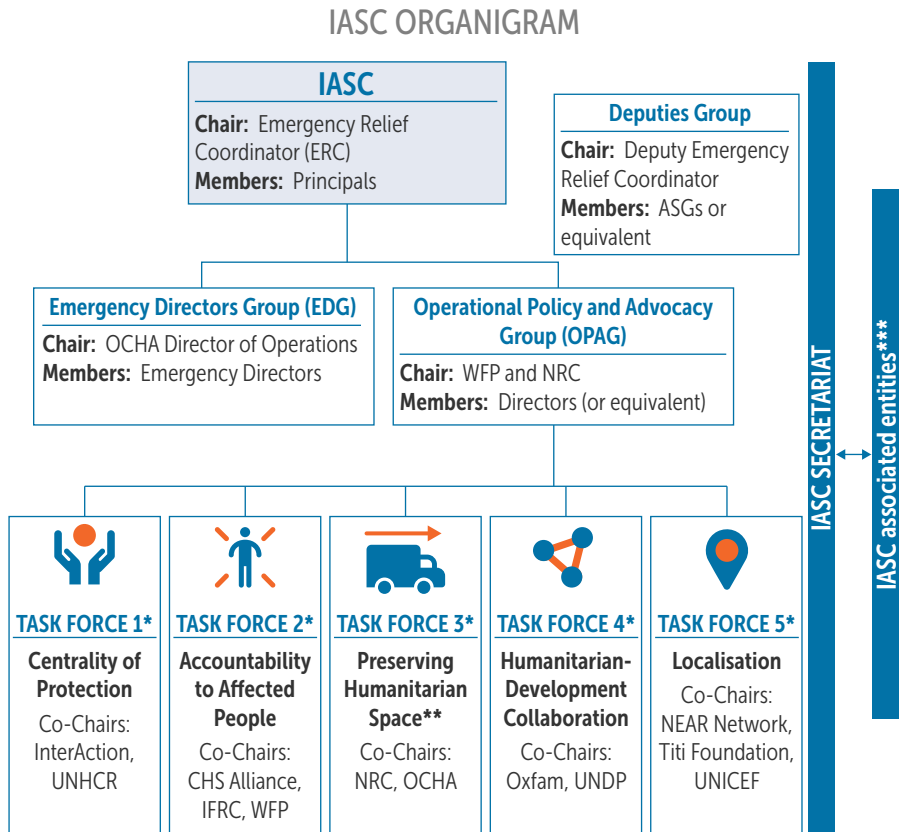 IASC ORGANIGRAM
IASC
Chair: Emergency Relief
Coordinator (ERC)
Members: Principals
Deputies Group
Chair: Deputy Emergency
Relief Coordinator
Members: ASGs or
equivalent
Emergency Directors Group (EDG)
Chair: OCHA Director of Operations
Members: Emergency Directors
Operational Policy and Advocacy
Group (OPAG)
Chair: WFP and NRC
Members: Directors (or equivalent)
TASK FORCE 1*
Centrality of
Protection
Co-Chairs:
InterAction,
UNHCR
TASK FORCE 2*
Accountability
to Affected
People
Co-Chairs:
CHS Alliance,
IFRC, WFP
TASK FORCE 3*
Preserving
Humanitarian
Space**
Co-Chairs:
NRC, OCHA
TASK FORCE 4*
Humanitarian-
Development
Collaboration
Co-Chairs:
Oxfam, UNDP
TASK FORCE 5*
Localisation
Co-Chairs:
NEAR Network,
Titi Foundation,
UNICEF
IASC SECRETARIAT
IASC associated entities***